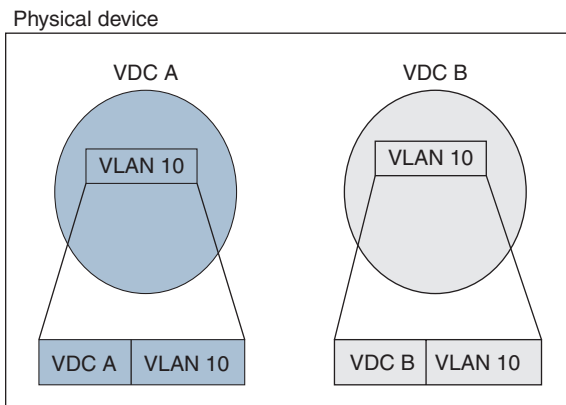 Physical device
VDC A
VDC B
VLAN 10
VLAN 10
VDC A VLAN 10
VDC B VLAN 10